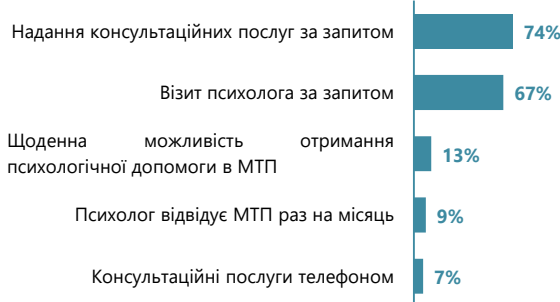 Надання консультаційних послуг за запитом 74%
Візит психолога за запитом 67%
Щоденна можливість отримання
психологічної допомоги в МТП 13%
Психолог відвідує МТП раз на місяць 9%
Консультаційні послуги телефоном 7%